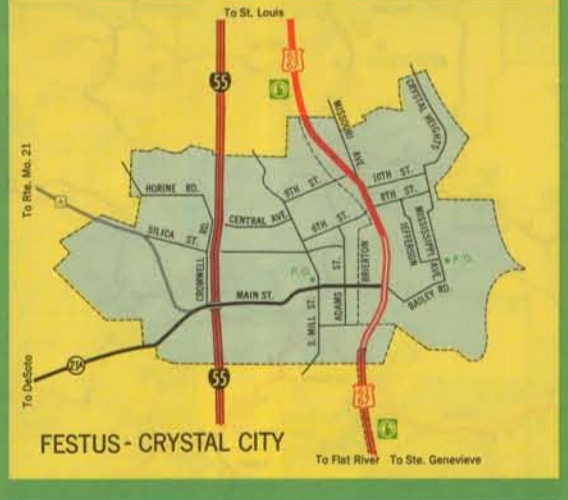 To St. Louis
61
67
55
CRYSTAL HEIGHTS
MISSOURI AVE.
To Rte. Mo. 21
A
HORINE RD.
9TH ST.
10TH ST.
8TH ST.
CENTRAL AVE.
6TH ST.
SILICA ST.
CROMWELL RD.
MISSISSIPPI AVE.
JEFFERSON
BRIERTON
P.O.
P.O.
MAIN ST.
S. MILL ST.
ADAMS ST.
BAILEY RD.
21A
To DeSoto
55
61
67
FESTUS - CRYSTAL CITY
To Flat River To Ste. Genevieve